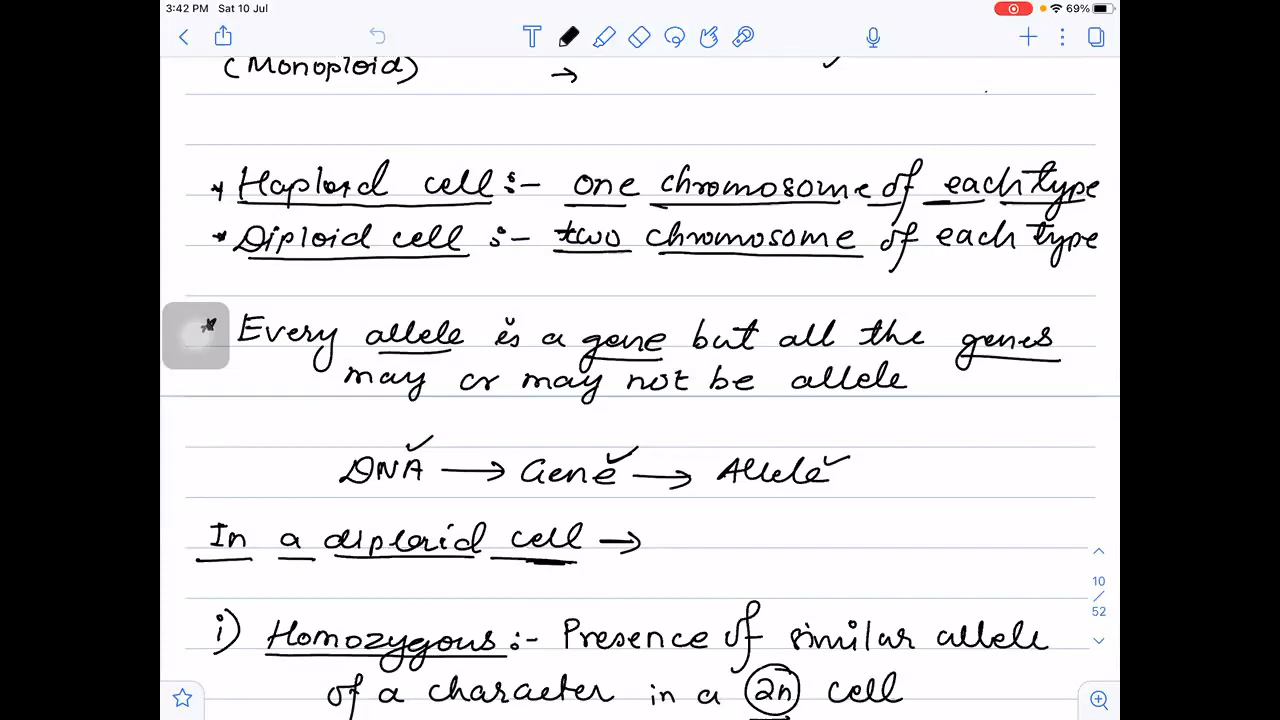 3:42 PM Sat 10 Jul 69%
(Monoploid) →
* Haploid cell :- one chromosome of each type
* Diploid cell :- two chromosome of each type
* Every allele is a gene but all the genes
may or may not be allele
DNA → Gene → Allele
In a diploid cell →
10
/
52
i) Homozygous :- Presence of similar allele
of a character in a 2n cell